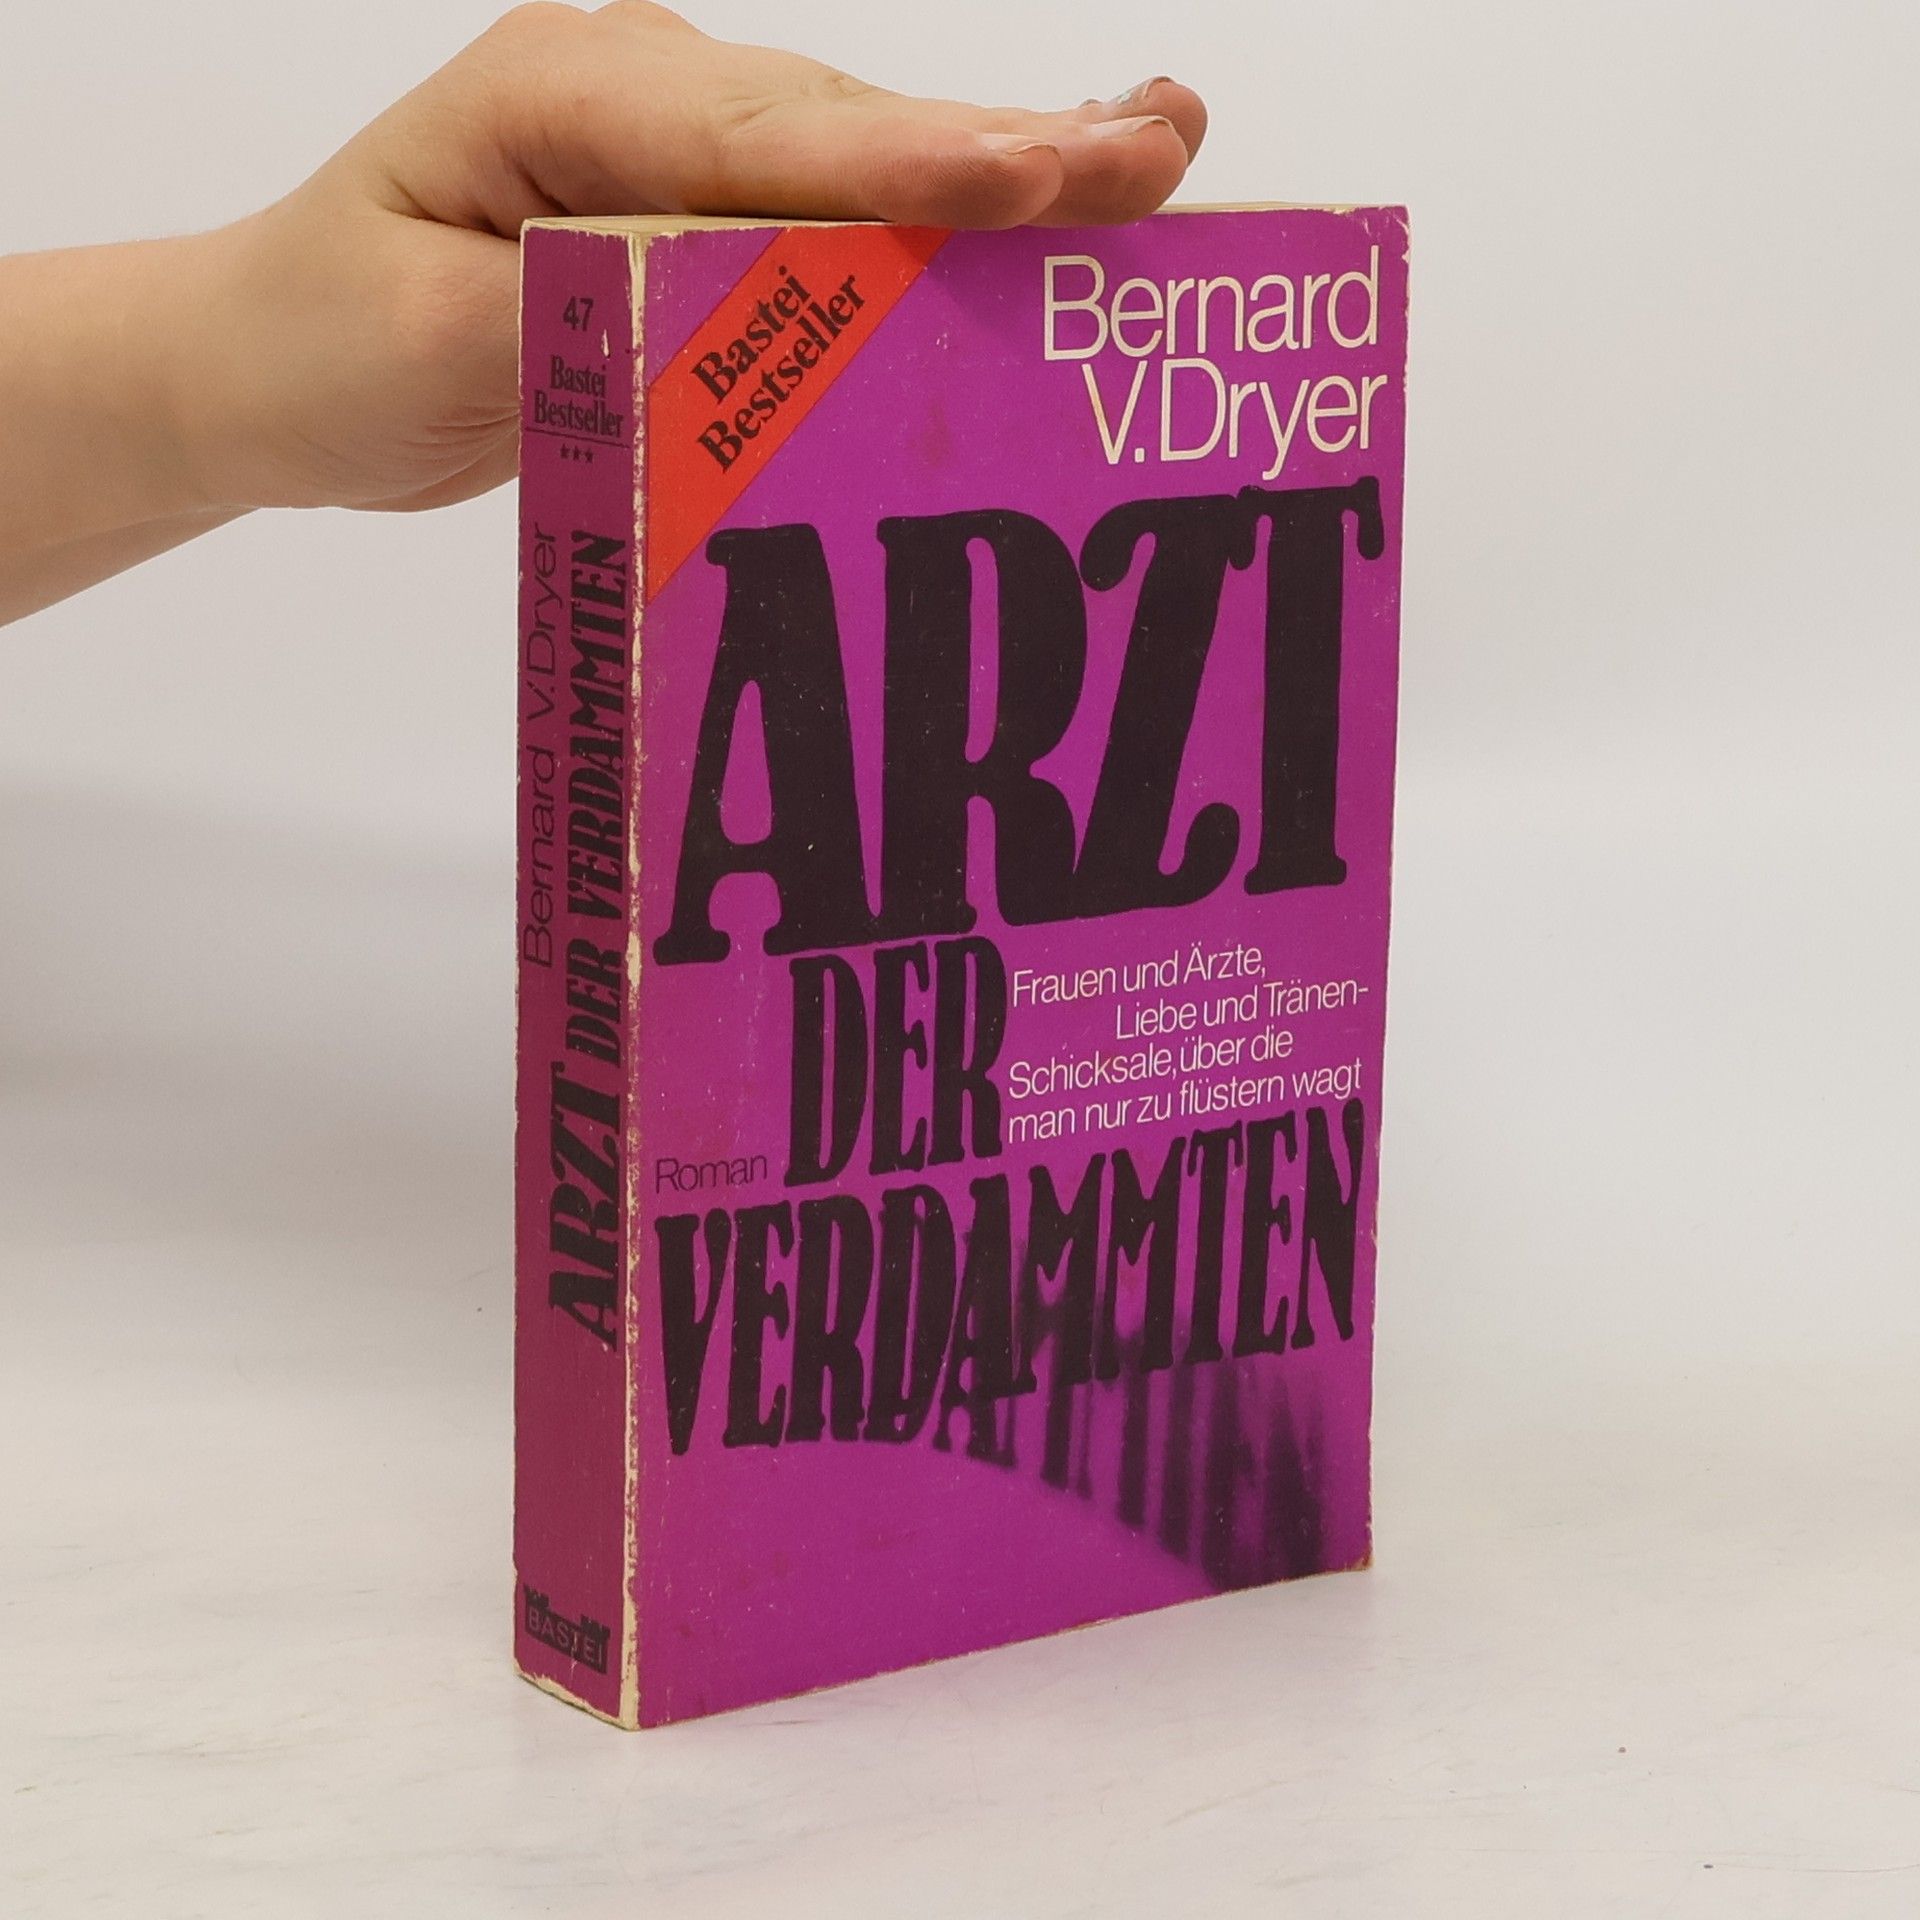 47
Bastei
Bestseller
***
Bernard V. Dryer
ARZT DER VERDAMMTEN
BASTEI
Bastei
Bestseller
Bernard
V. Dryer
ARZT
DER
Frauen und Ärzte,
Liebe und Tränen-
Schicksale, über die
man nur zu flüstern wagt
Roman
VERDAMMTEN